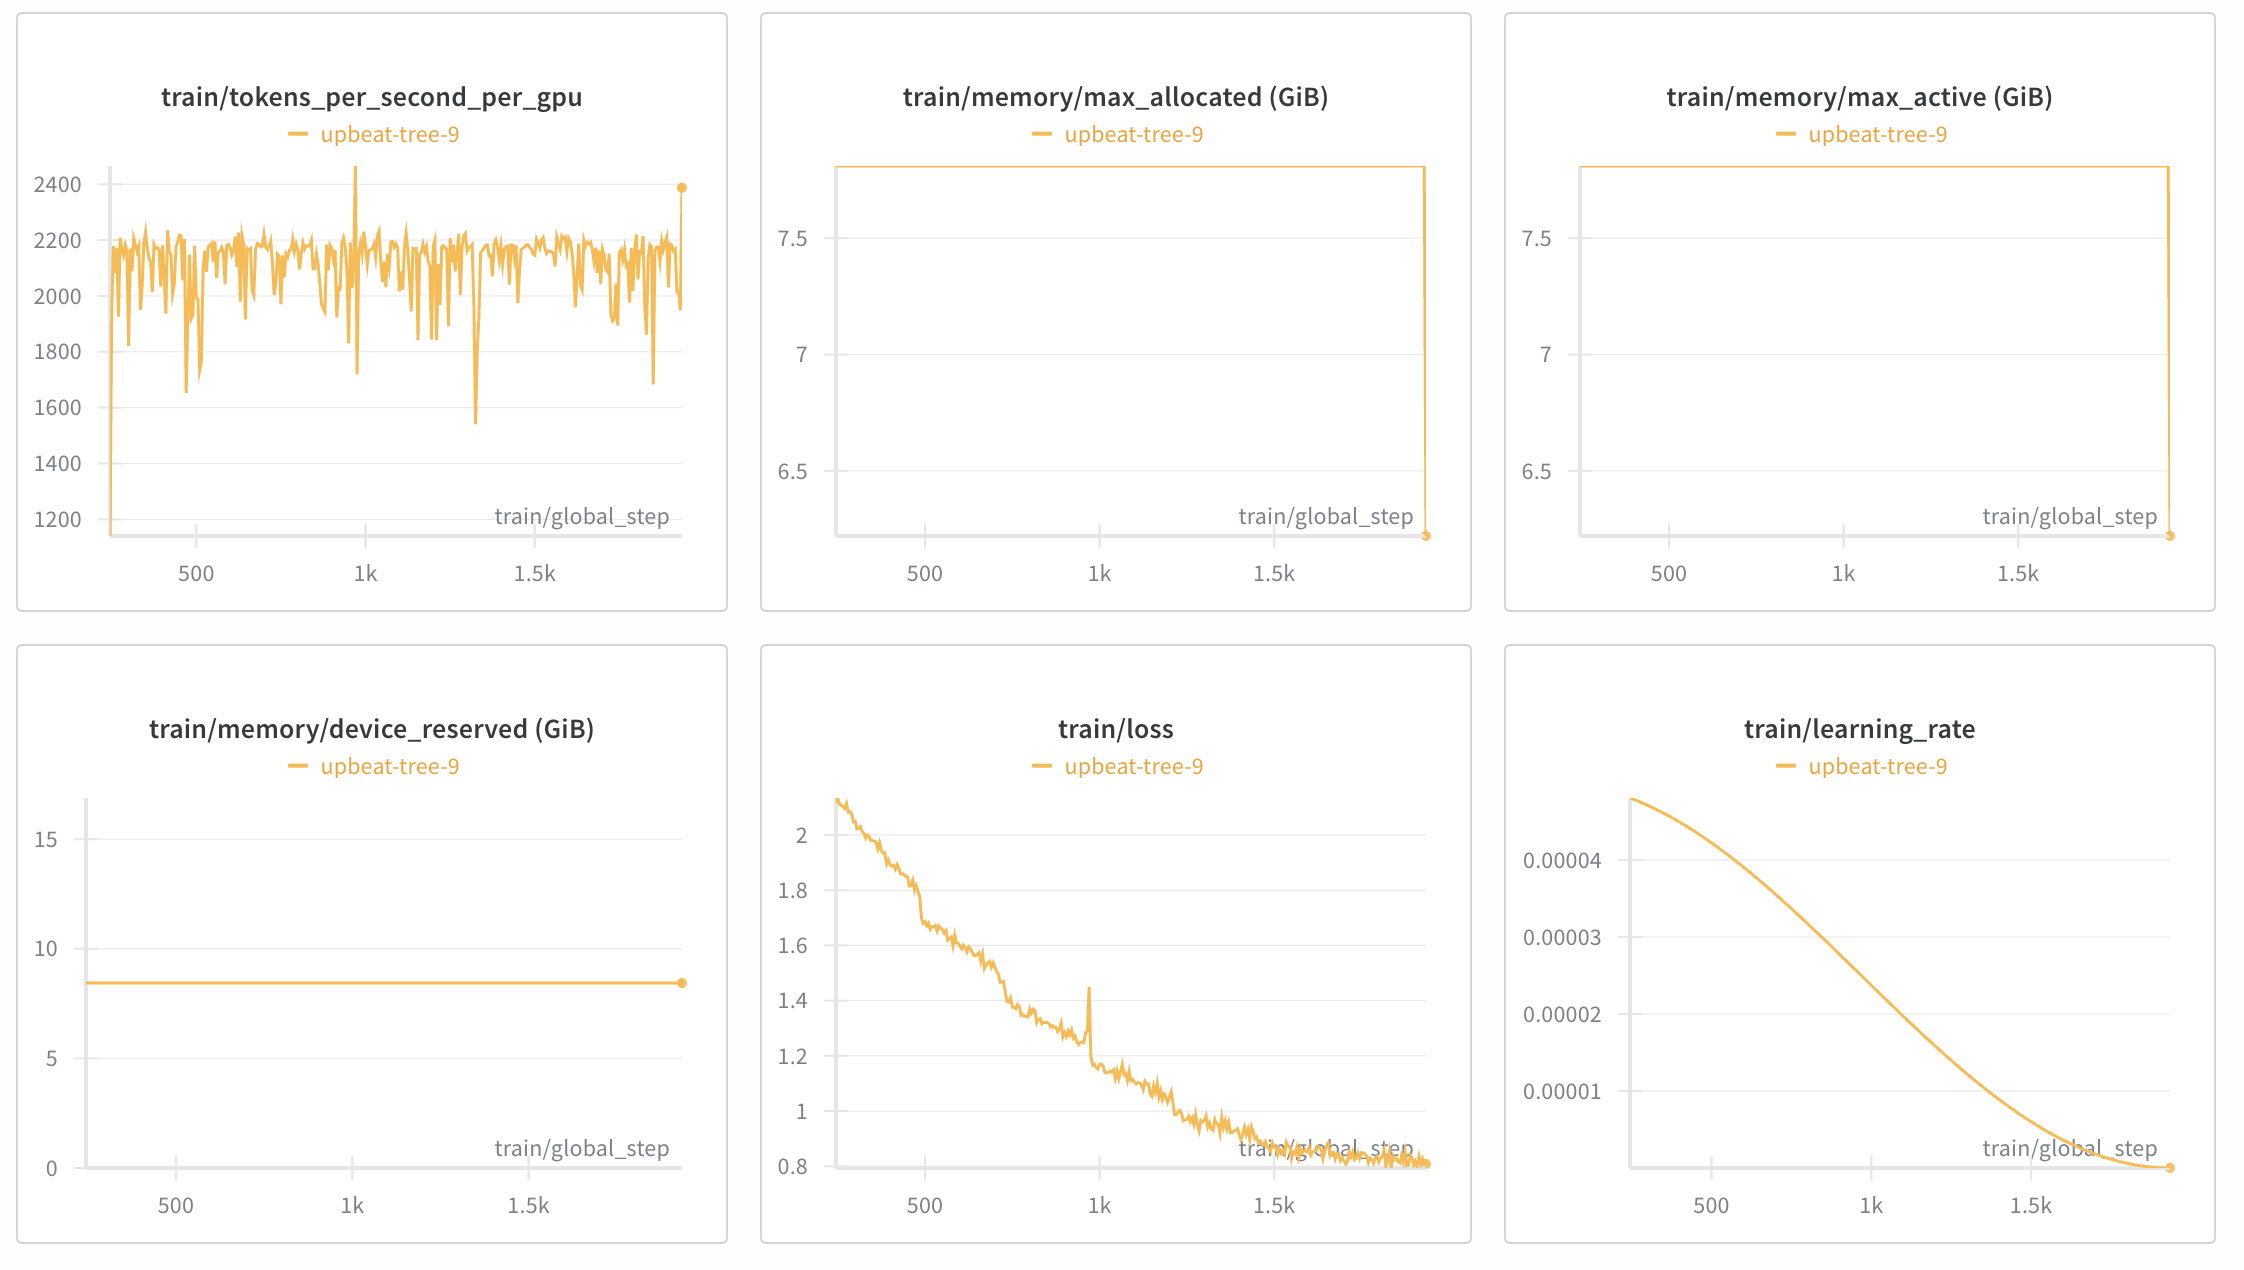 train/tokens_per_second_per_gpu
upbeat-tree-9
2400
2200
2000
1800
1600
1400
1200
train/global_step
500
1k
1.5k
train/memory/max_allocated (GiB)
upbeat-tree-9
7.5
7
6.5
train/global_step
500
1k
1.5k
train/memory/max_active (GiB)
upbeat-tree-9
7.5
7
6.5
train/global_step
500
1k
1.5k
train/memory/device_reserved (GiB)
upbeat-tree-9
15
10
5
0
train/global_step
500
1k
1.5k
train/loss
upbeat-tree-9
2
1.8
1.6
1.4
1.2
1
0.8
train/global_step
500
1k
1.5k
train/learning_rate
upbeat-tree-9
0.00004
0.00003
0.00002
0.00001
train/global_step
500
1k
1.5k